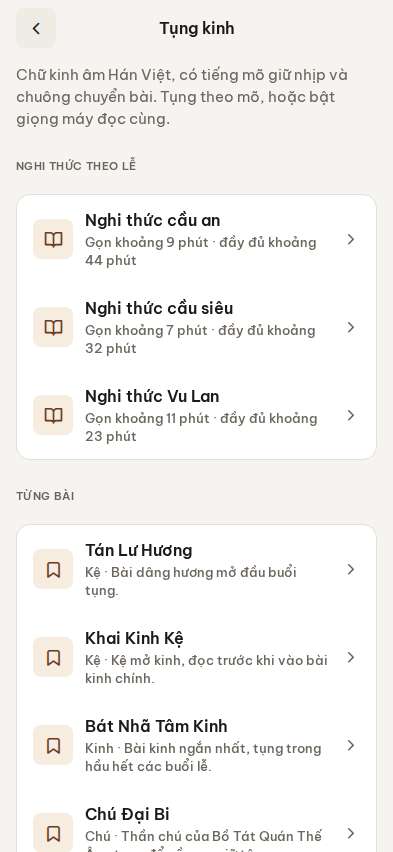 Tụng kinh
Chữ kinh âm Hán Việt, có tiếng mõ giữ nhịp và
chuông chuyển bài. Tụng theo mõ, hoặc bật
giọng máy đọc cùng.
NGHI THỨC THEO LỄ
Nghi thức cầu an
Gọn khoảng 9 phút · đầy đủ khoảng
44 phút
Nghi thức cầu siêu
Gọn khoảng 7 phút · đầy đủ khoảng
32 phút
Nghi thức Vu Lan
Gọn khoảng 11 phút · đầy đủ khoảng
23 phút
TỪNG BÀI
Tán Lư Hương
Kệ · Bài dâng hương mở đầu buổi
tụng.
Khai Kinh Kệ
Kệ · Kệ mở kinh, đọc trước khi vào bài
kinh chính.
Bát Nhã Tâm Kinh
Kinh · Bài kinh ngắn nhất, tụng trong
hầu hết các buổi lễ.
Chú Đại Bi
Chú · Thần chú của Bồ Tát Quán Thế